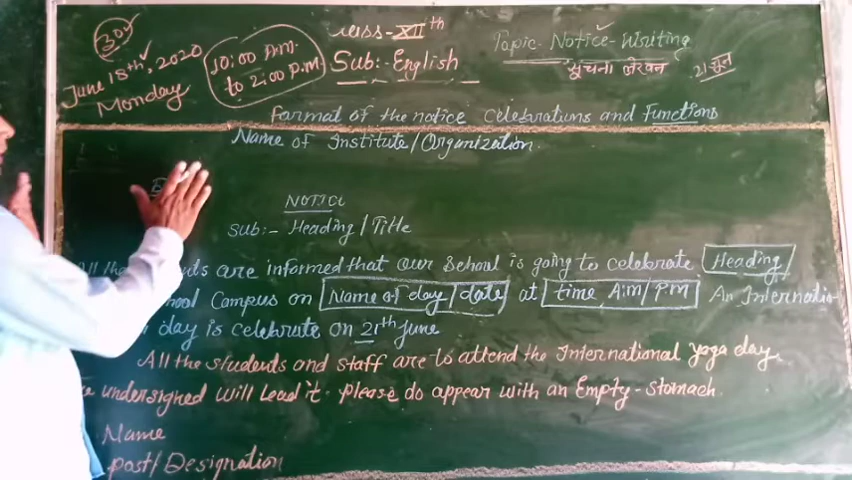 304
June 18th, 2020
Monday
10:00 A.M.
to 2:00 P.M
Class-XIIth
Sub:- English
Topic- Notice-Writing
सूचना लेखन
21 जून
Format of the notice Celebrations and Functions
Name of Institute/Organization.
NOTICE
Sub:- Heading/Title
are informed that our School is going to celebrate Heading
Campus on Name of day/date at time A.M/P.M An Internatio
day is celebrate on 21th June
All the students and staff are to attend the International yoga day.
undersigned will lead it. please do appear with an Empty-stomach.
Name
post/Designation